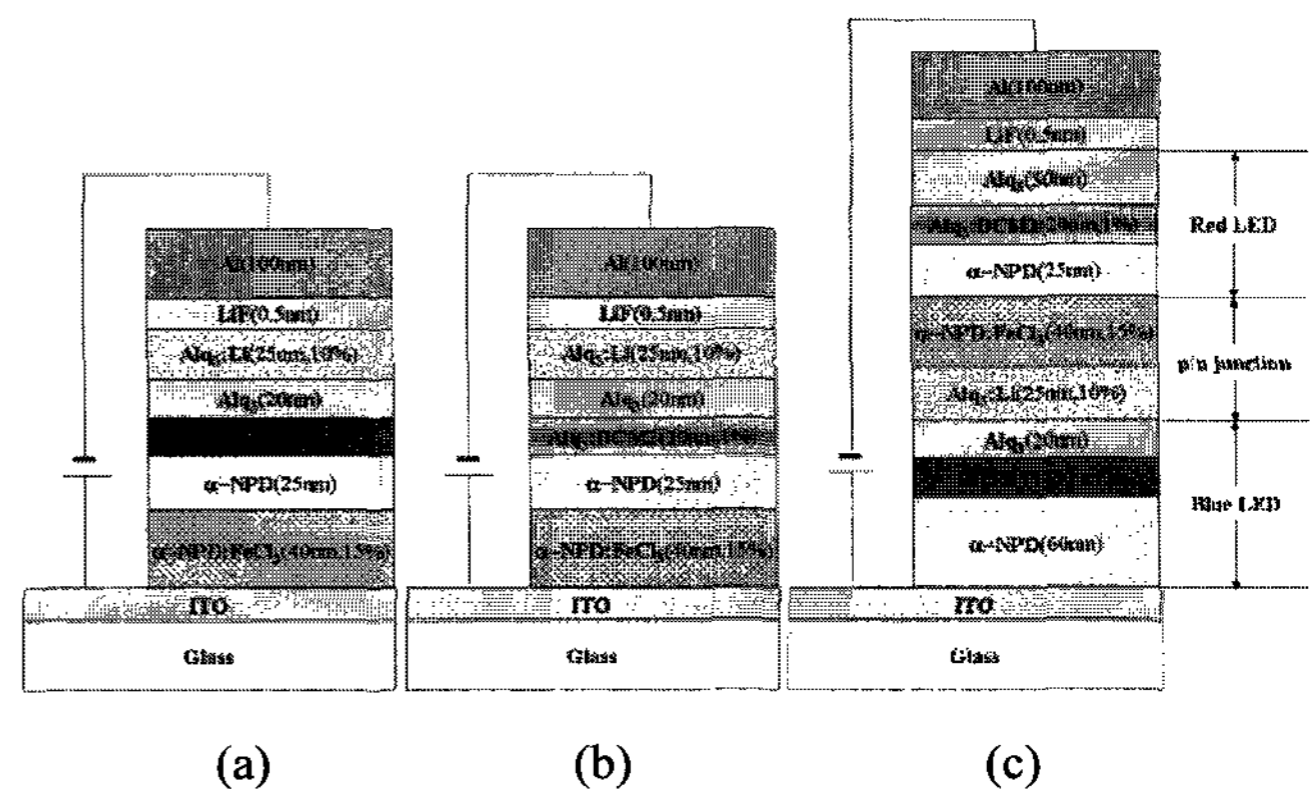 Al(100nm)
LiF(0.5nm)
Alq₃:Li(25nm,10%)
Alq₃(20nm)
α-NPD(25nm)
α-NPD:FeCl₃(40nm,15%)
ITO
Glass
(a)
Al(100nm)
LiF(0.5nm)
Alq₃:Li(25nm,10%)
Alq₃(20nm)
α-NPD(25nm)
α-NPD:FeCl₃(40nm,15%)
ITO
Glass
(b)
Al(100nm)
LiF(0.5nm)
Alq₃(50nm)
α-NPD(25nm)
α-NPD:FeCl₃(40nm,15%)
Alq₃:Li(25nm,10%)
Alq₃(20nm)
α-NPD(60nm)
ITO
Glass
Red LED
p/n junction
Blue LED
(c)